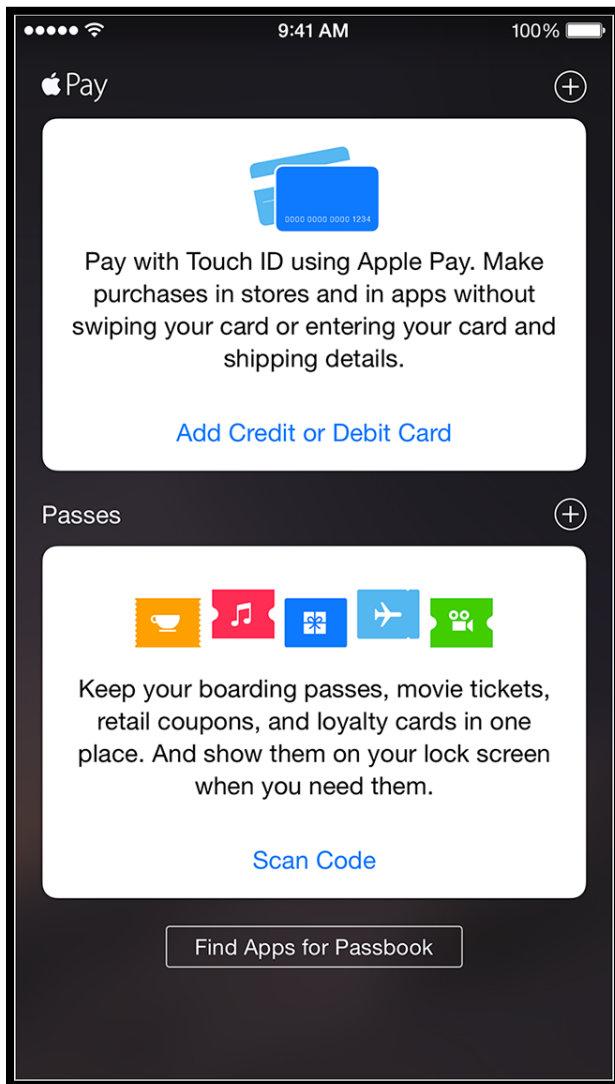 9:41 AM 100%
Pay
0000 0000 0000 1234
Pay with Touch ID using Apple Pay. Make
purchases in stores and in apps without
swiping your card or entering your card and
shipping details.
Add Credit or Debit Card
Passes
Keep your boarding passes, movie tickets,
retail coupons, and loyalty cards in one
place. And show them on your lock screen
when you need them.
Scan Code
Find Apps for Passbook